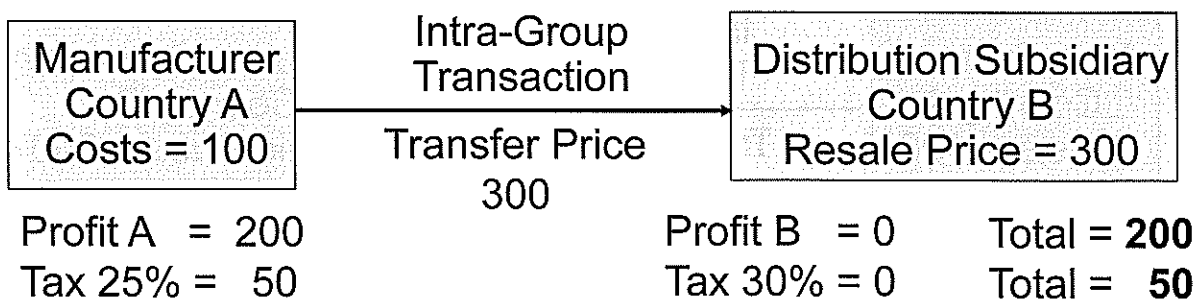 Manufacturer
Country A
Costs = 100
Intra-Group
Transaction
Transfer Price
300
Distribution Subsidiary
Country B
Resale Price = 300
Profit A = 200
Tax 25% = 50
Profit B = 0
Tax 30% = 0
Total = 200
Total = 50